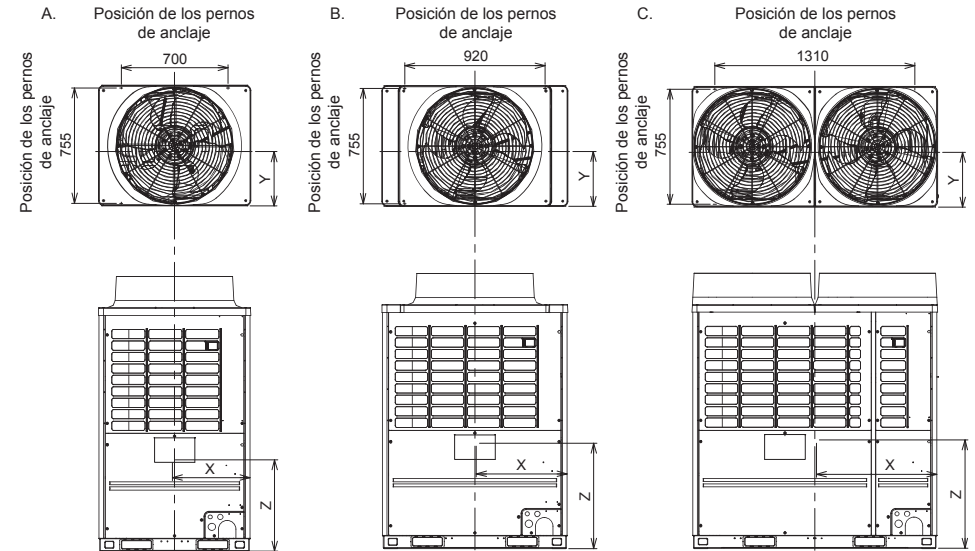 A.
Posición de los pernos
de anclaje
700
Posición de los pernos
de anclaje
755
Y
X
Z
B.
Posición de los pernos
de anclaje
920
Posición de los pernos
de anclaje
755
Y
X
Z
C.
Posición de los pernos
de anclaje
1310
Posición de los pernos
de anclaje
755
Y
X
Z